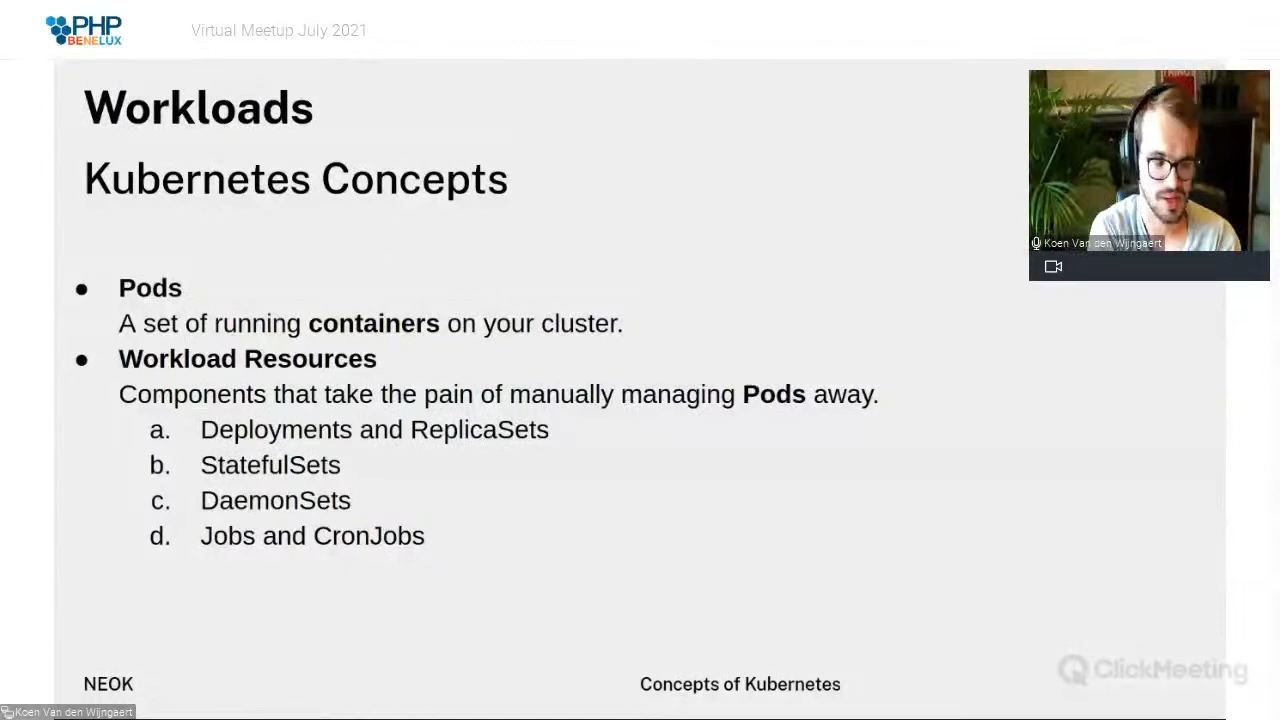 PHP
BENELUX
Virtual Meetup July 2021
Workloads
Kubernetes Concepts
Koen Van den Wijngaert
● Pods
A set of running containers on your cluster.
● Workload Resources
Components that take the pain of manually managing Pods away.
a. Deployments and ReplicaSets
b. StatefulSets
c. DaemonSets
d. Jobs and CronJobs
ClickMeeting
NEOK
Concepts of Kubernetes
Koen Van den Wijngaert